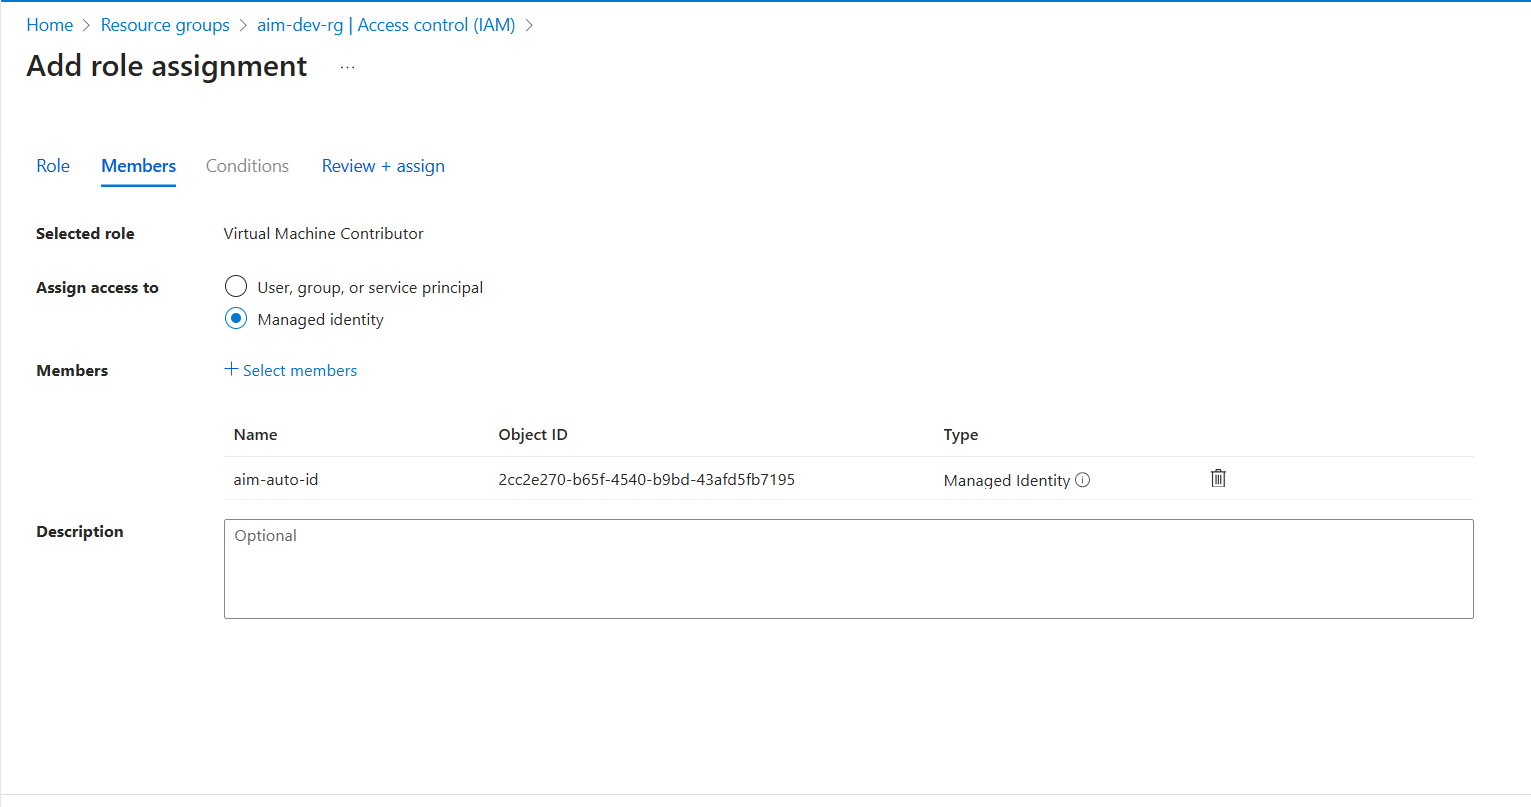 Home > Resource groups > aim-dev-rg | Access control (IAM) >
Add role assignment ...
Role Members Conditions Review + assign
Selected role Virtual Machine Contributor
Assign access to User, group, or service principal
Managed identity
Members + Select members
Name Object ID Type
aim-auto-id 2cc2e270-b65f-4540-b9bd-43afd5fb7195 Managed Identity
Description Optional